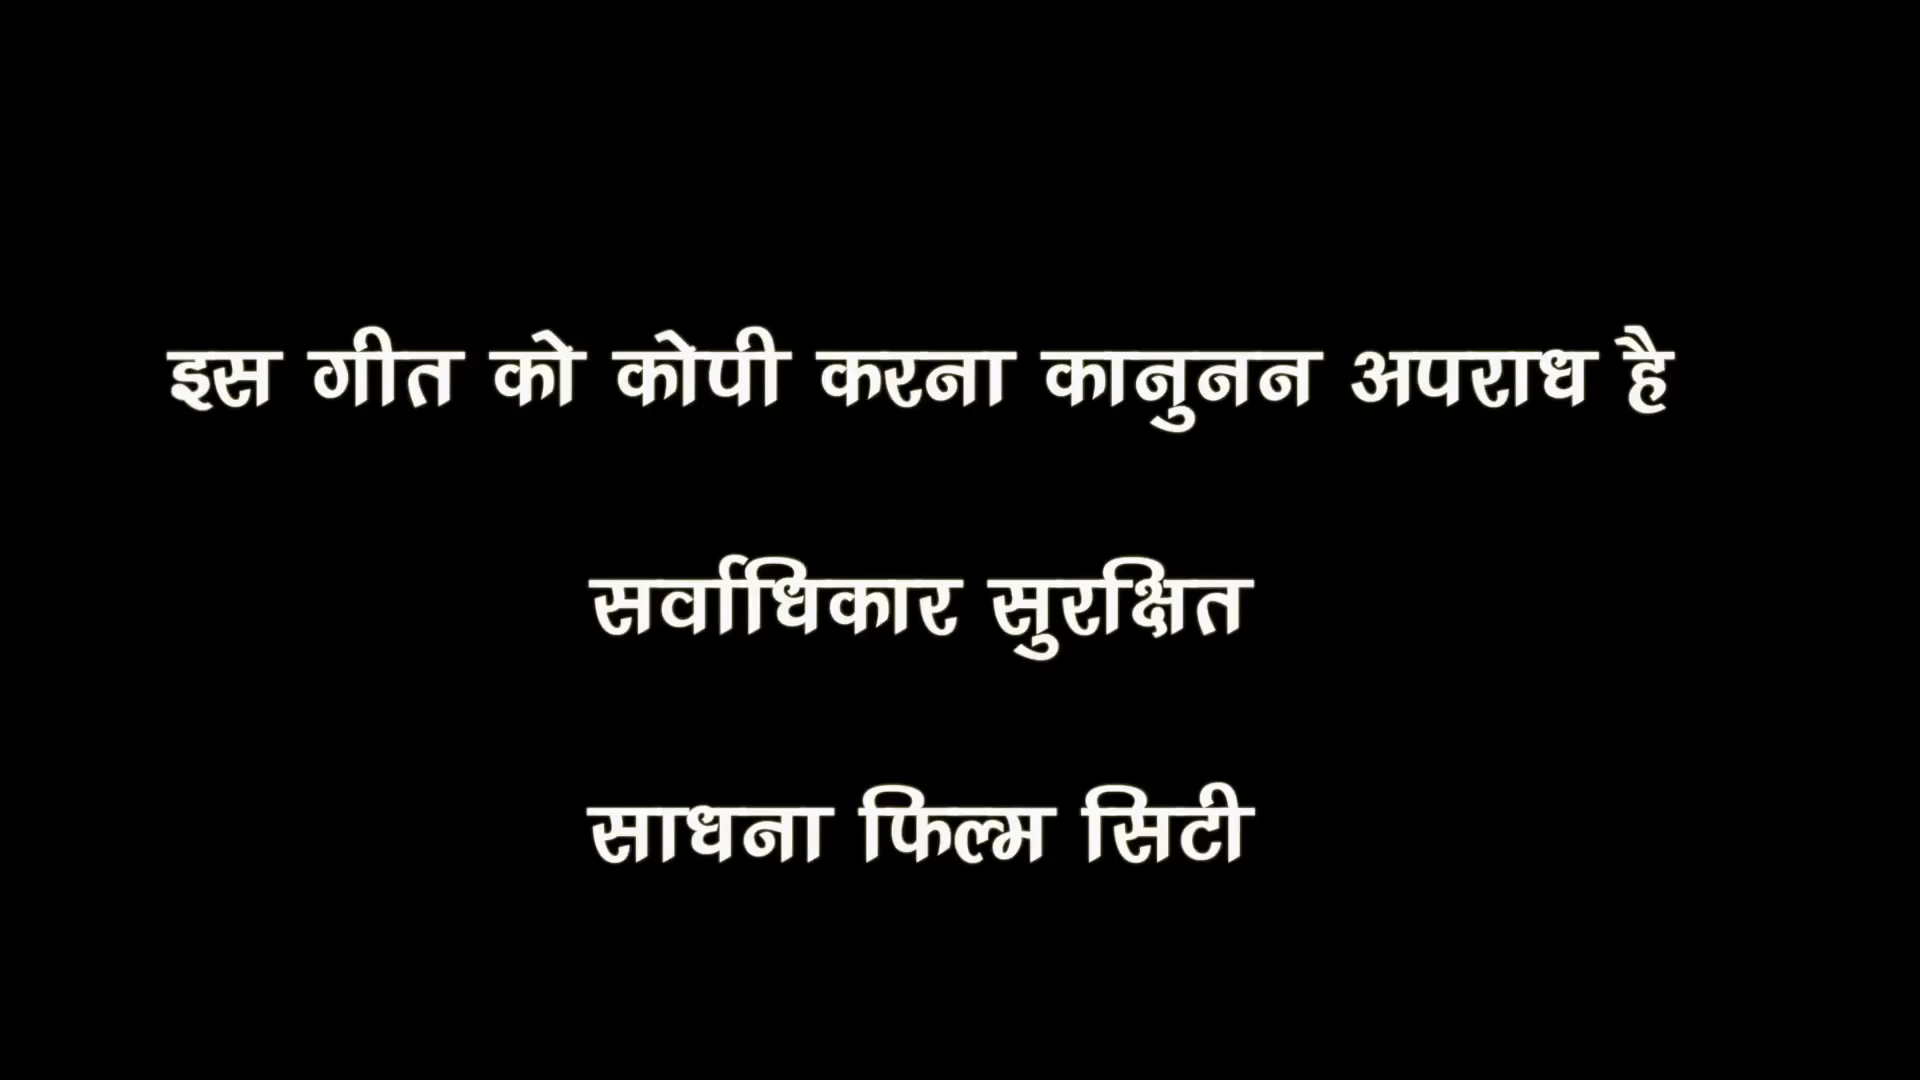 इस गीत को कोपी करना कानुनन अपराध है
सर्वाधिकार सुरक्षित
साधना फिल्म सिटी